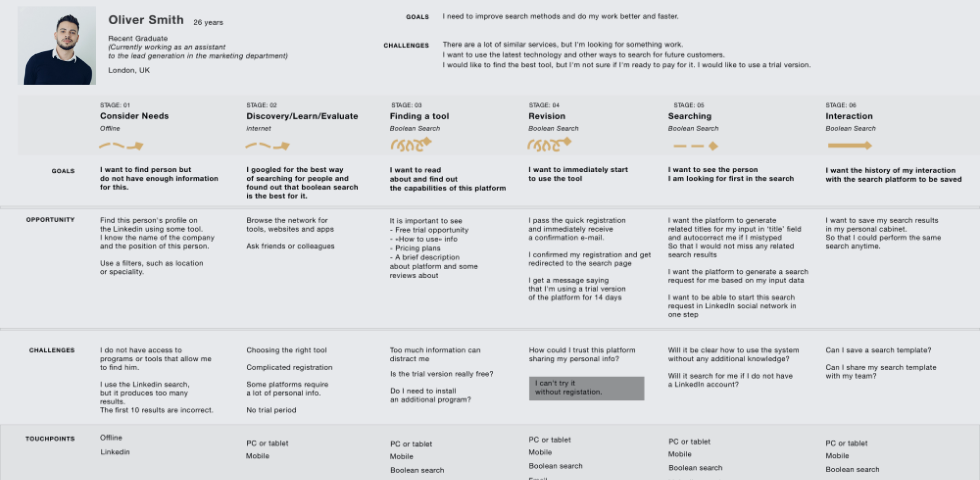 Oliver Smith 26 years
Recent Graduate
(Currently working as an assistant
to the lead generation in the marketing department)
London, UK
GOALS I need to improve search methods and do my work better and faster.
CHALLENGES There are a lot of similar services, but I'm looking for something work.
I want to use the latest technology and other ways to search for future customers.
I would like to find the best tool, but I'm not sure if I'm ready to pay for it. I would like to use a trial version.
STAGE: 01
Consider Needs
Offline
STAGE: 02
Discovery/Learn/Evaluate
internet
STAGE: 03
Finding a tool
Boolean Search
STAGE: 04
Revision
Boolean Search
STAGE: 05
Searching
Boolean Search
STAGE: 06
Interaction
Boolean Search
GOALS
I want to find person but
do not have enough information
for this.
I googled for the best way
of searching for people and
found out that boolean search
is the best for it.
I want to read
about and find out
the capabilities of this platform
I want to immediately start
to use the tool
I want to see the person
I am looking for first in the search
I want the history of my interaction
with the search platform to be saved
OPPORTUNITY
Find this person's profile on
the Linkedin using some tool.
I know the name of the company
and the position of this person.
Use a filters, such as location
or speciality.
Browse the network for
tools, websites and apps
Ask friends or colleagues
It is important to see
- Free trial opportunity
- «How to use» info
- Pricing plans
- A brief description
about platform and some
reviews about
I pass the quick registration
and immediately receive
a confirmation e-mail.
I confirmed my registration and get
redirected to the search page
I get a message saying
that I'm using a trial version
of the platform for 14 days
I want the platform to generate
related titles for my input in 'title' field
and autocorrect me if I mistyped
So that I would not miss any related
search results
I want the platform to generate a search
request for me based on my input data
I want to be able to start this search
request in LinkedIn social network in
one step
I want to save my search results
in my personal cabinet.
So that I could perform the same
search anytime.
CHALLENGES
I do not have access to
programs or tools that allow me
to find him.
I use the Linkedin search,
but it produces too many
results.
The first 10 results are incorrect.
Choosing the right tool
Complicated registration
Some platforms require
a lot of personal info.
No trial period
Too much information can
distract me
Is the trial version really free?
Do I need to install
an additional program?
How could I trust this platform
sharing my personal info?
I can't try it
without registation.
Will it be clear how to use the system
without any additional knowledge?
Will it search for me if I do not have
a LinkedIn account?
Can I save a search template?
Can I share my search template
with my team?
TOUCHPOINTS
Offline
Linkedin
PC or tablet
Mobile
PC or tablet
Mobile
Boolean search
PC or tablet
Mobile
Boolean search
PC or tablet
Mobile
Boolean search
PC or tablet
Mobile
Boolean search